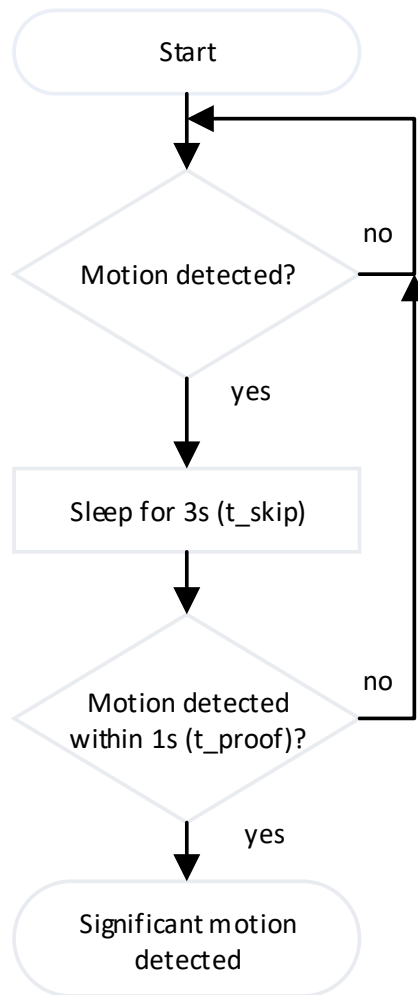 Start
no
Motion detected?
yes
Sleep for 3s (t_skip)
no
Motion detected
within 1s (t_proof)?
yes
Significant motion
detected